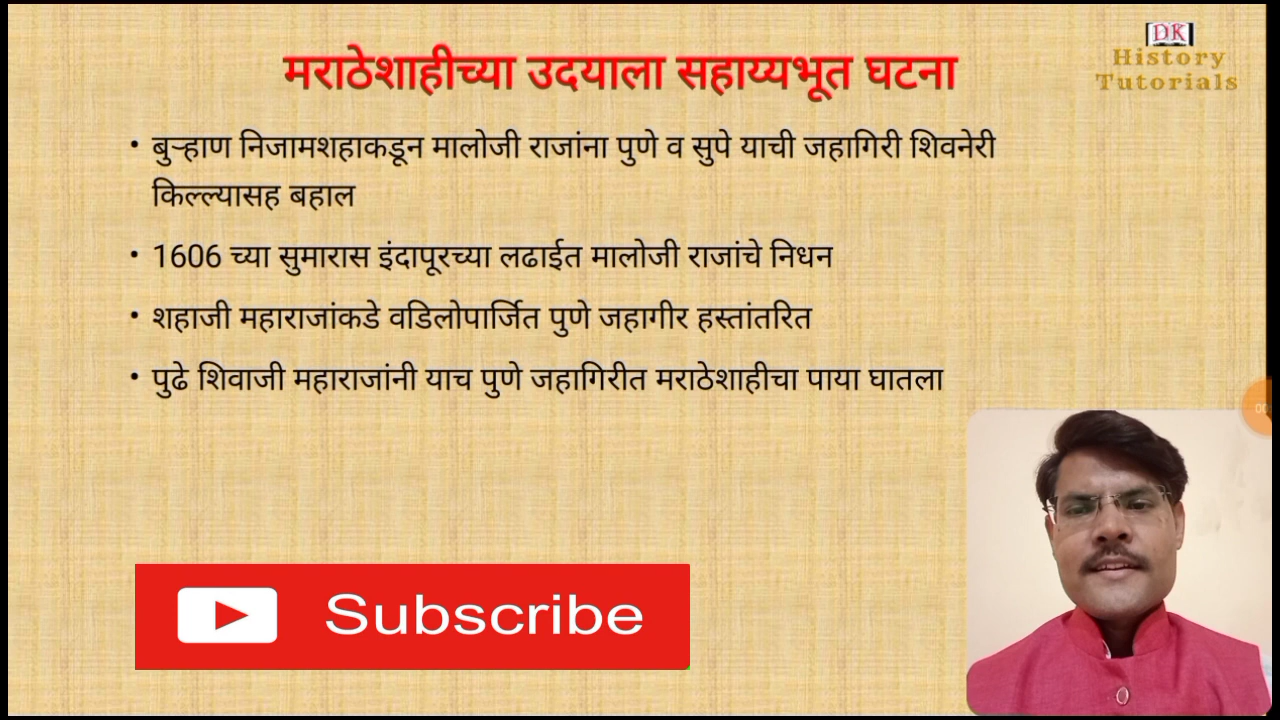 DK
History
Tutorials
मराठेशाहीच्या उदयाला सहाय्यभूत घटना
• बुऱ्हाण निजामशहाकडून मालोजी राजांना पुणे व सुपे याची जहागिरी शिवनेरी
किल्ल्यासह बहाल
• 1606 च्या सुमारास इंदापूरच्या लढाईत मालोजी राजांचे निधन
• शहाजी महाराजांकडे वडिलोपार्जित पुणे जहागीर हस्तांतरित
• पुढे शिवाजी महाराजांनी याच पुणे जहागिरीत मराठेशाहीचा पाया घातला
Subscribe